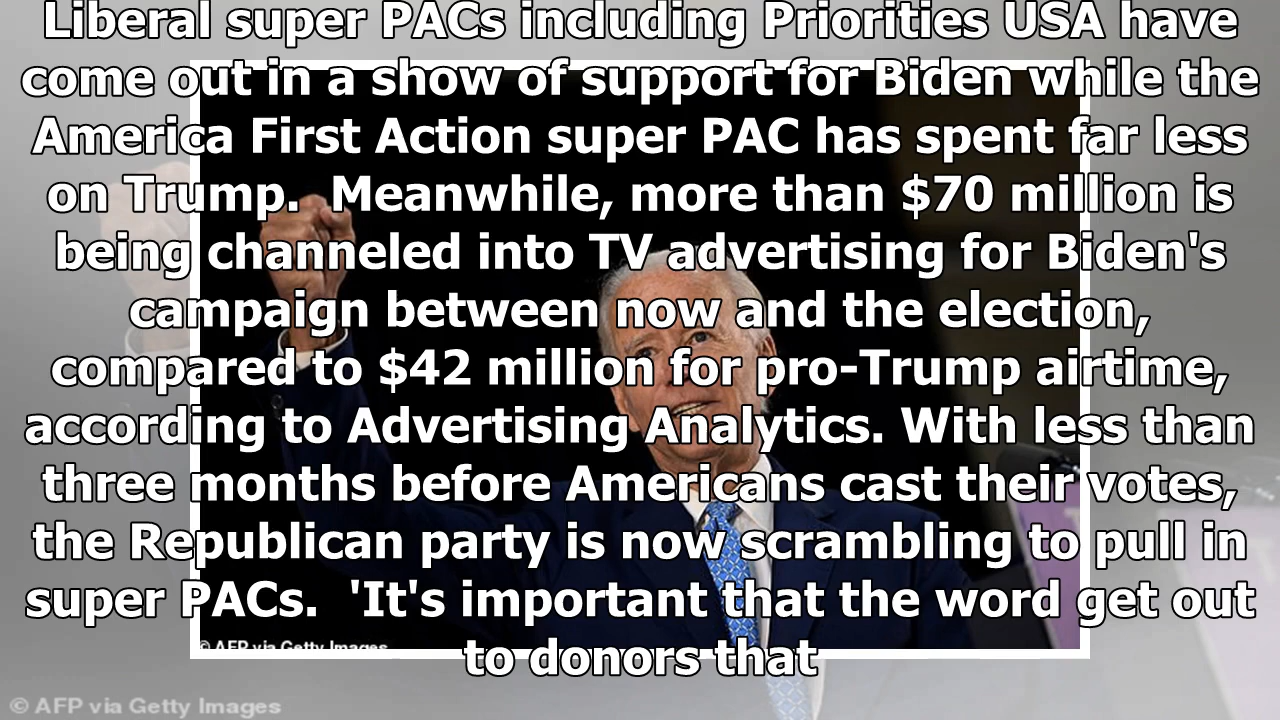 Liberal super PACs including Priorities USA have
come out in a show of support for Biden while the
America First Action super PAC has spent far less
on Trump.  Meanwhile, more than $70 million is
being channeled into TV advertising for Biden's
campaign between now and the election,
compared to $42 million for pro-Trump airtime,
according to Advertising Analytics. With less than
three months before Americans cast their votes,
the Republican party is now scrambling to pull in
super PACs.  'It's important that the word get out
to donors that
© AFP via Getty Images
© AFP via Getty Images